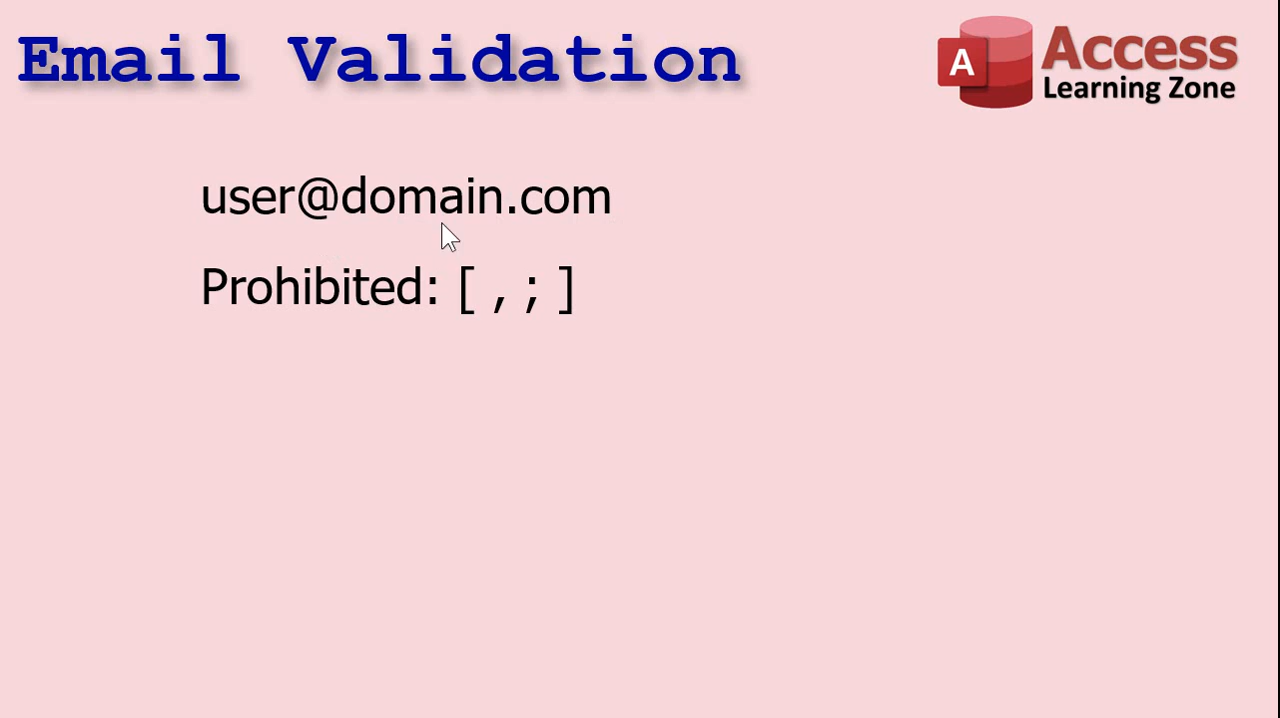 Email Validation
A Access
Learning Zone
user@domain.com
Prohibited: [ , ; ]